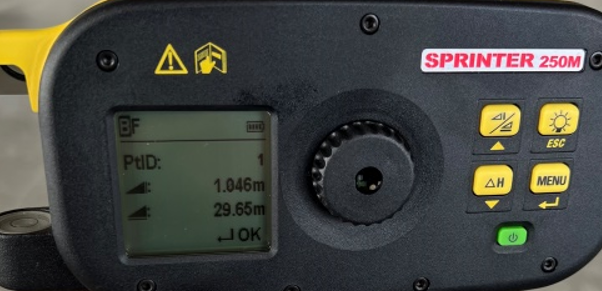 SPRINTER 250M
BF
PtID: 1
: 1.046m
: 29.65m
OK
ESC
ΔH
MENU